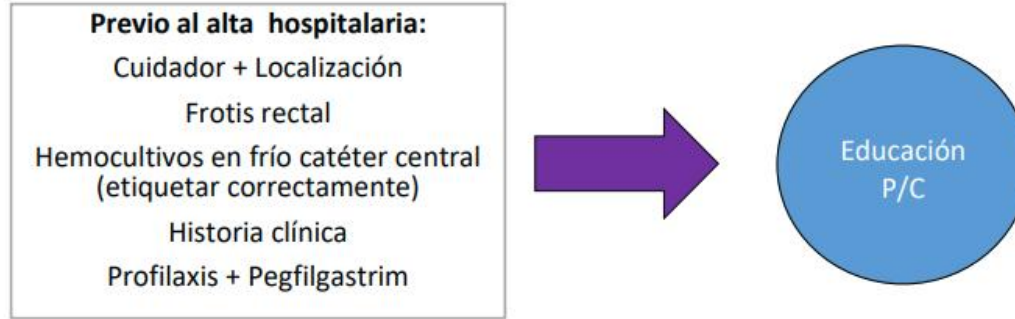 Previo al alta hospitalaria:
Cuidador + Localización
Frotis rectal
Hemocultivos en frío catéter central
(etiquetar correctamente)
Historia clínica
Profilaxis + Pegfilgastrim
Educación
P/C